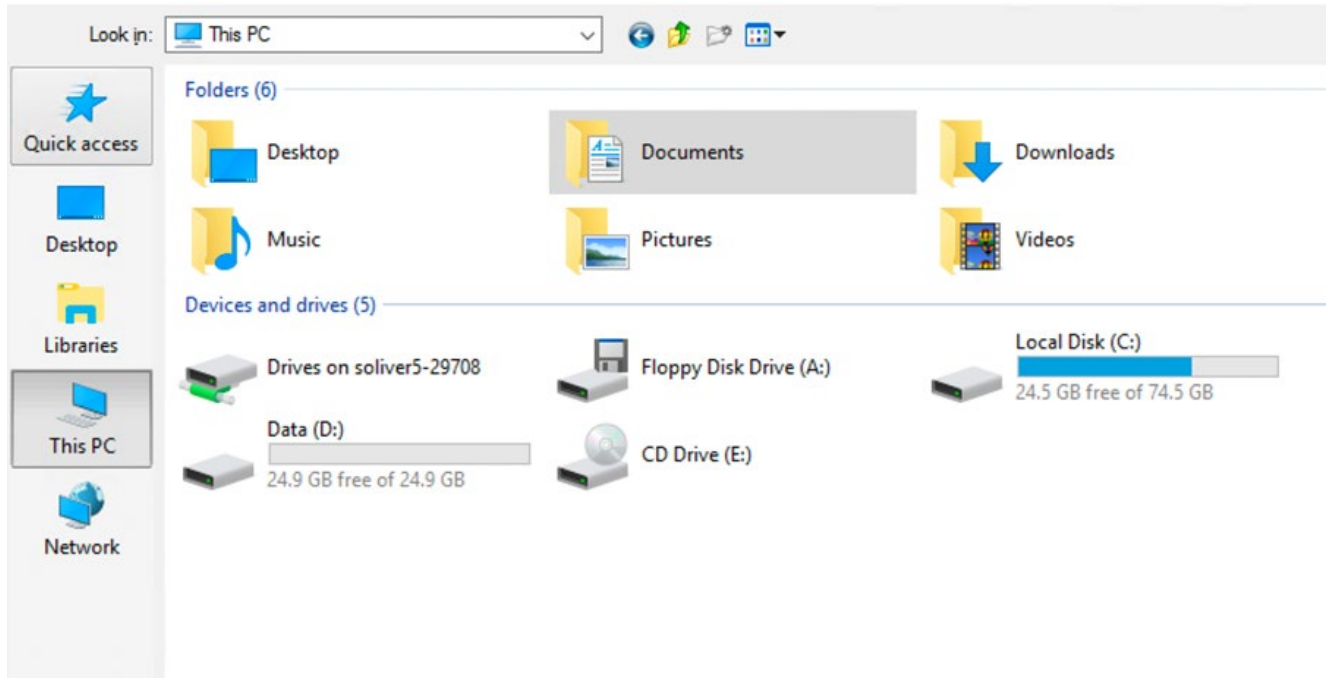 Look in: This PC
Quick access
Desktop
Libraries
This PC
Network
Folders (6)
Desktop Documents Downloads
Music Pictures Videos
Devices and drives (5)
Drives on soliver5-29708 Floppy Disk Drive (A:) Local Disk (C:)
24.5 GB free of 74.5 GB
Data (D:)
24.9 GB free of 24.9 GB
CD Drive (E:)